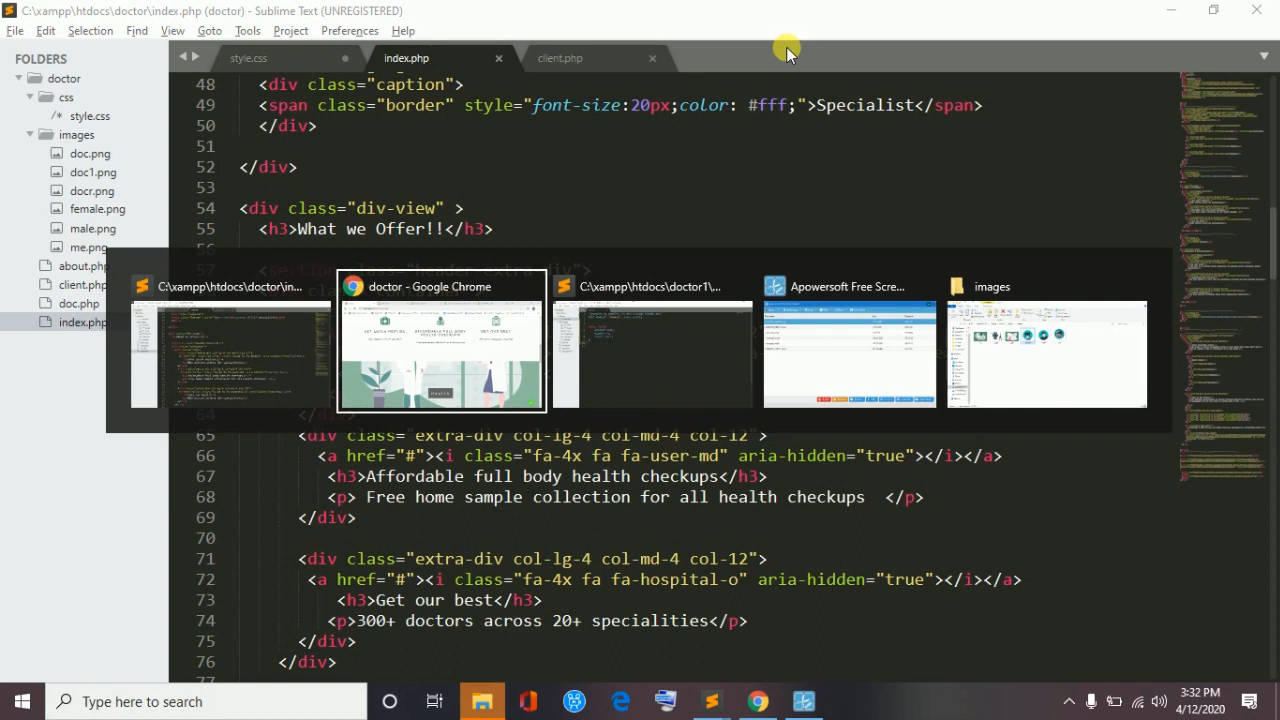 C:\xampp\htdocs\doctor\index.php (doctor) - Sublime Text (UNREGISTERED)
File Edit Selection Find View Goto Tools Project Preferences Help
FOLDERS
doctor
css
/* style.css
images
doc.png
doc1.png
docr.png
female.png
male.png
me.png
about.php
client.php
doc.php
index.php
style.css
index.php
client.php
48 <div class="caption">
49 <span class="border" style="font-size:20px;color: #fff;">Specialist</span>
50 </div>
51
52 </div>
53
54 <div class="div-view" >
55 <h3>What we Offer!!</h3>
56
57
C:\xampp\htdocs\doctor\in...
doctor - Google Chrome
C:\xampp\htdocs\doctor\...
Apowersoft Free Scre...
images
64
65 <div class="extra-div col-lg-4 col-md-4 col-12">
66 <a href="#"><i class="fa-4x fa fa-user-md" aria-hidden="true"></i></a>
67 <h3>Affordable full body health checkups</h3>
68 <p> Free home sample collection for all health checkups </p>
69 </div>
70
71 <div class="extra-div col-lg-4 col-md-4 col-12">
72 <a href="#"><i class="fa-4x fa fa-hospital-o" aria-hidden="true"></i></a>
73 <h3>Get our best</h3>
74 <p>300+ doctors across 20+ specialities</p>
75 </div>
76 </div>
77
Type here to search
3:32 PM
4/12/2020